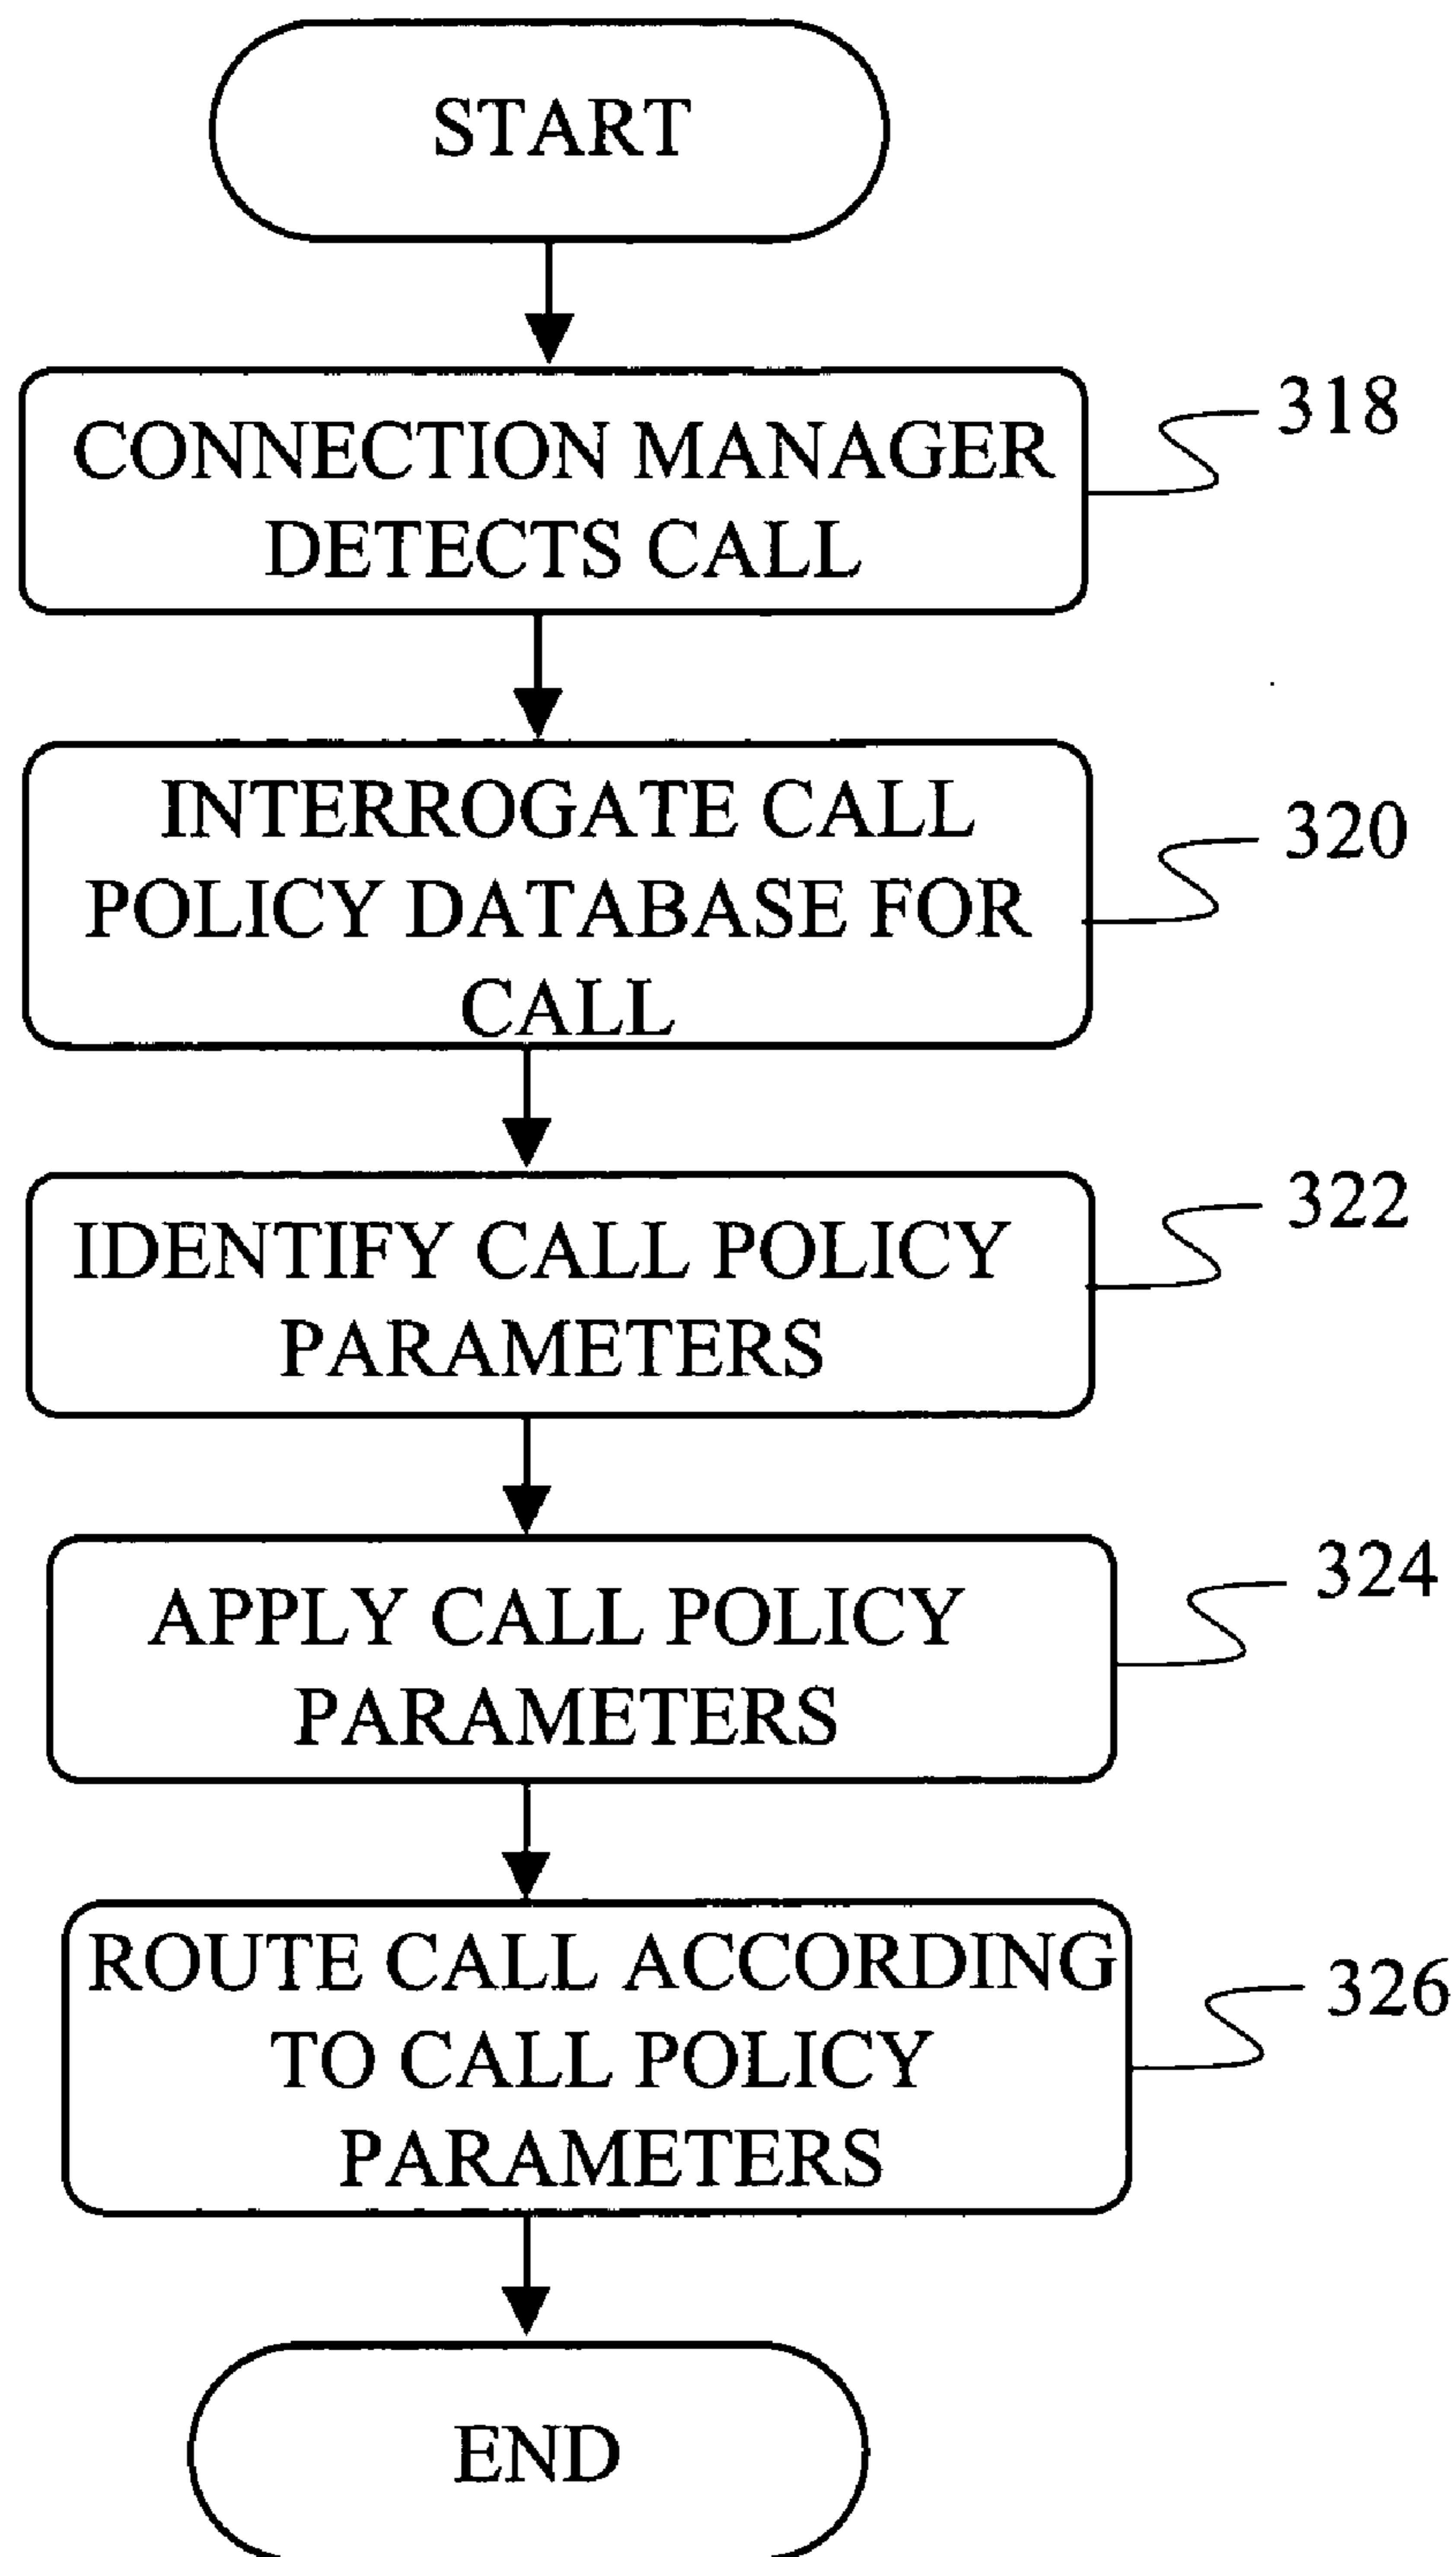 START
CONNECTION MANAGER
DETECTS CALL
318
INTERROGATE CALL
POLICY DATABASE FOR
CALL
320
IDENTIFY CALL POLICY
PARAMETERS
322
APPLY CALL POLICY
PARAMETERS
324
ROUTE CALL ACCORDING
TO CALL POLICY
PARAMETERS
326
END